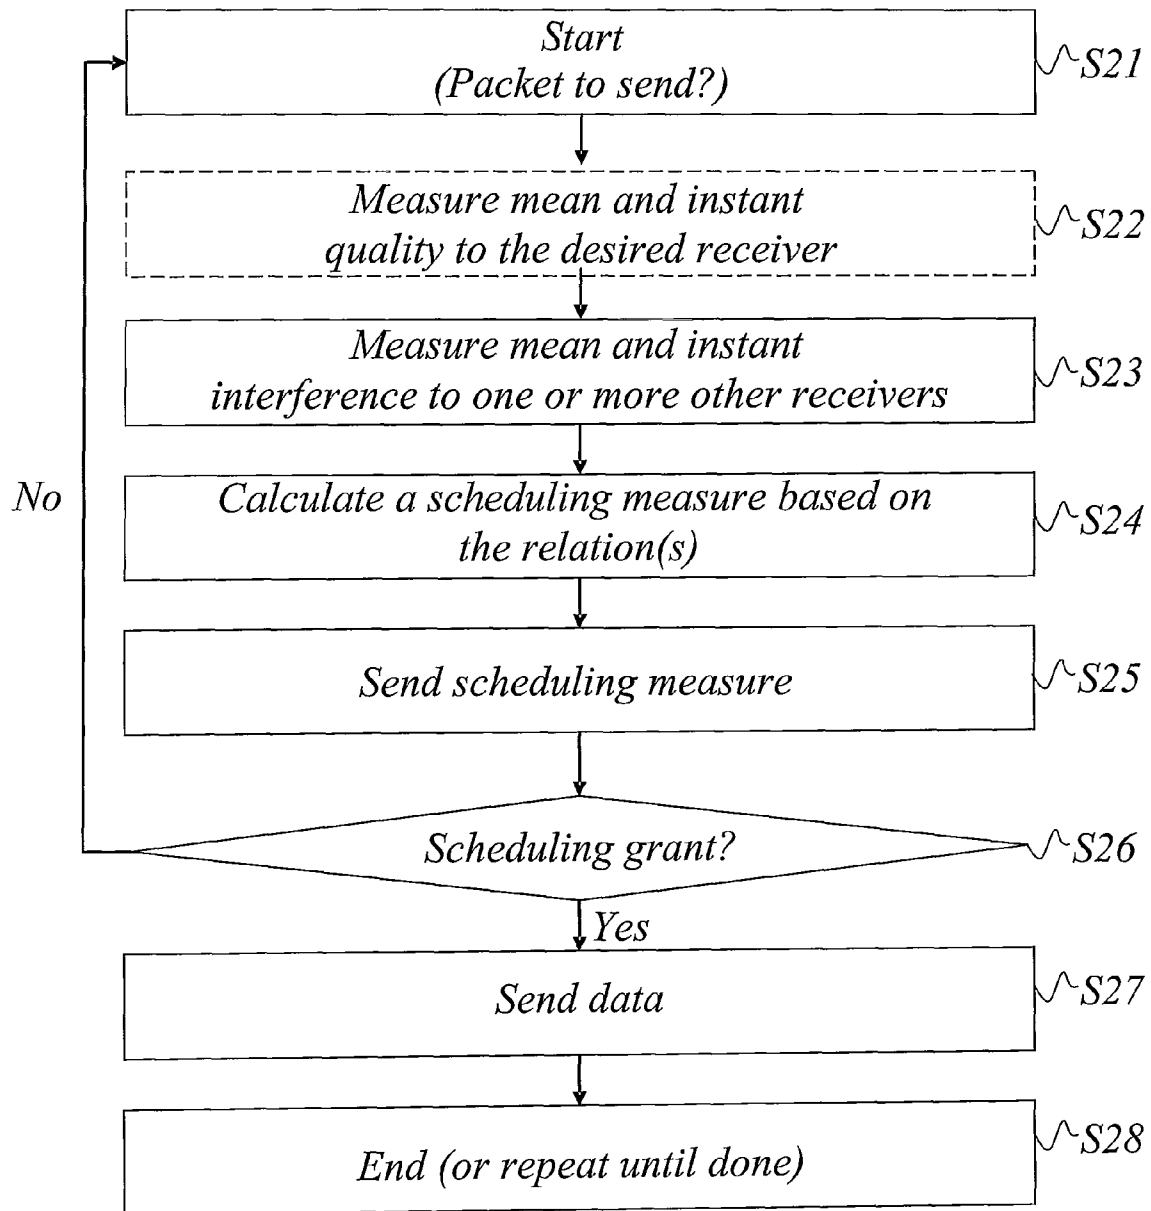 Start
(Packet to send?)
S21
Measure mean and instant
quality to the desired receiver
S22
Measure mean and instant
interference to one or more other receivers
S23
No
Calculate a scheduling measure based on
the relation(s)
S24
Send scheduling measure
S25
Scheduling grant?
S26
Yes
Send data
S27
End (or repeat until done)
S28